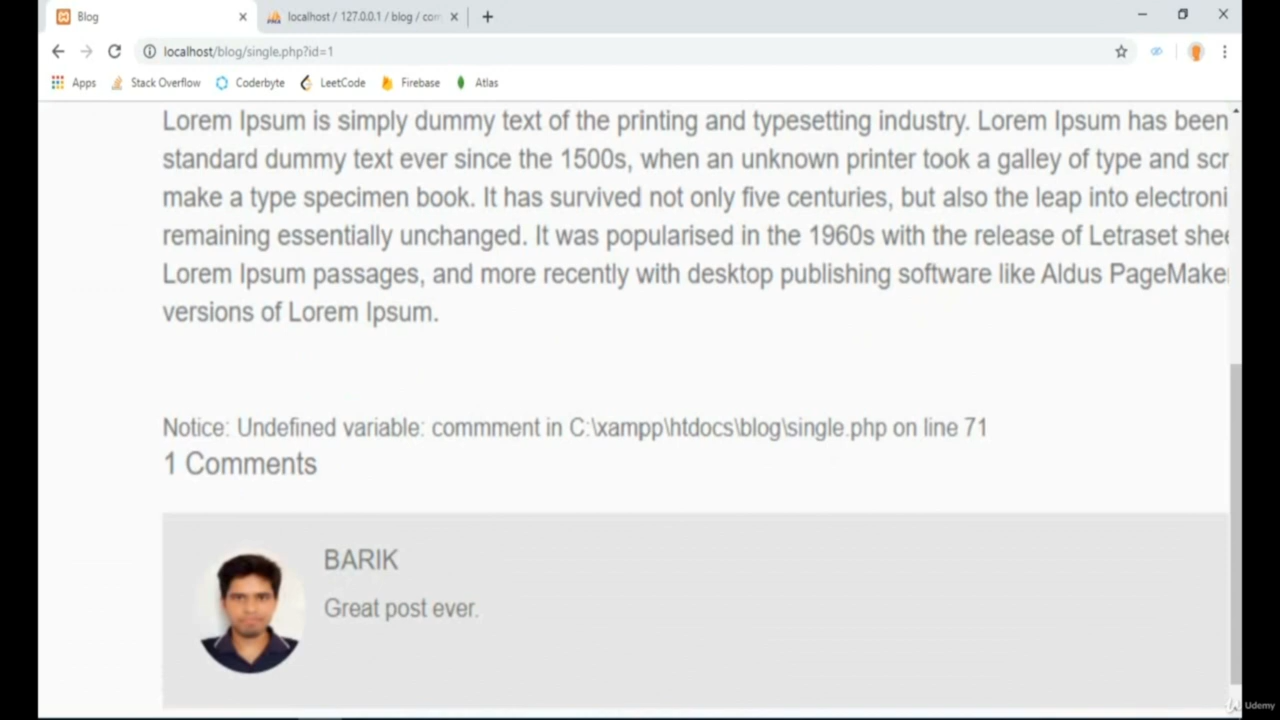 Blog
localhost / 127.0.0.1 / blog / com
localhost/blog/single.php?id=1
Apps Stack Overflow Coderbyte LeetCode Firebase Atlas
Lorem Ipsum is simply dummy text of the printing and typesetting industry. Lorem Ipsum has been
standard dummy text ever since the 1500s, when an unknown printer took a galley of type and scr
make a type specimen book. It has survived not only five centuries, but also the leap into electroni
remaining essentially unchanged. It was popularised in the 1960s with the release of Letraset shee
Lorem Ipsum passages, and more recently with desktop publishing software like Aldus PageMaker
versions of Lorem Ipsum.
Notice: Undefined variable: commment in C:\xampp\htdocs\blog\single.php on line 71
1 Comments
BARIK
Great post ever.
Udemy